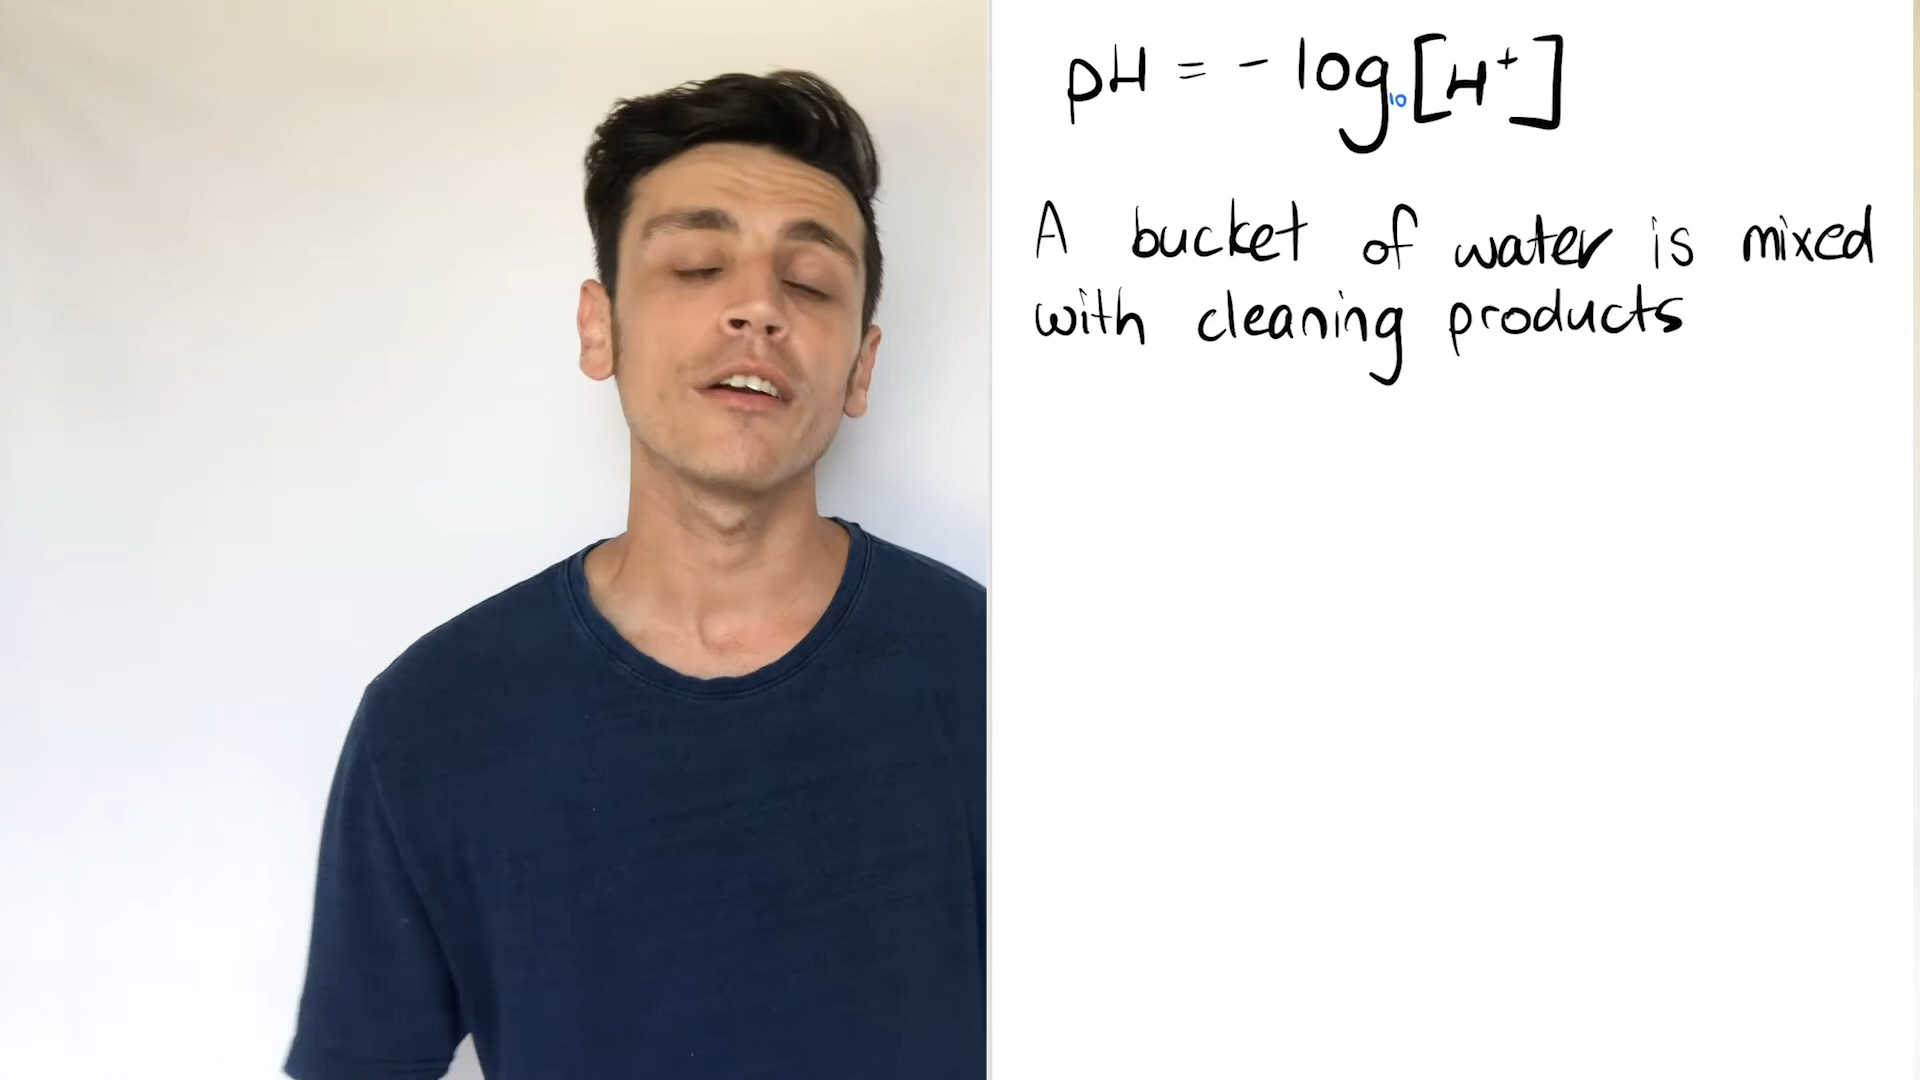 pH = - log₁₀ [H⁺]
A bucket of water is mixed
with cleaning products